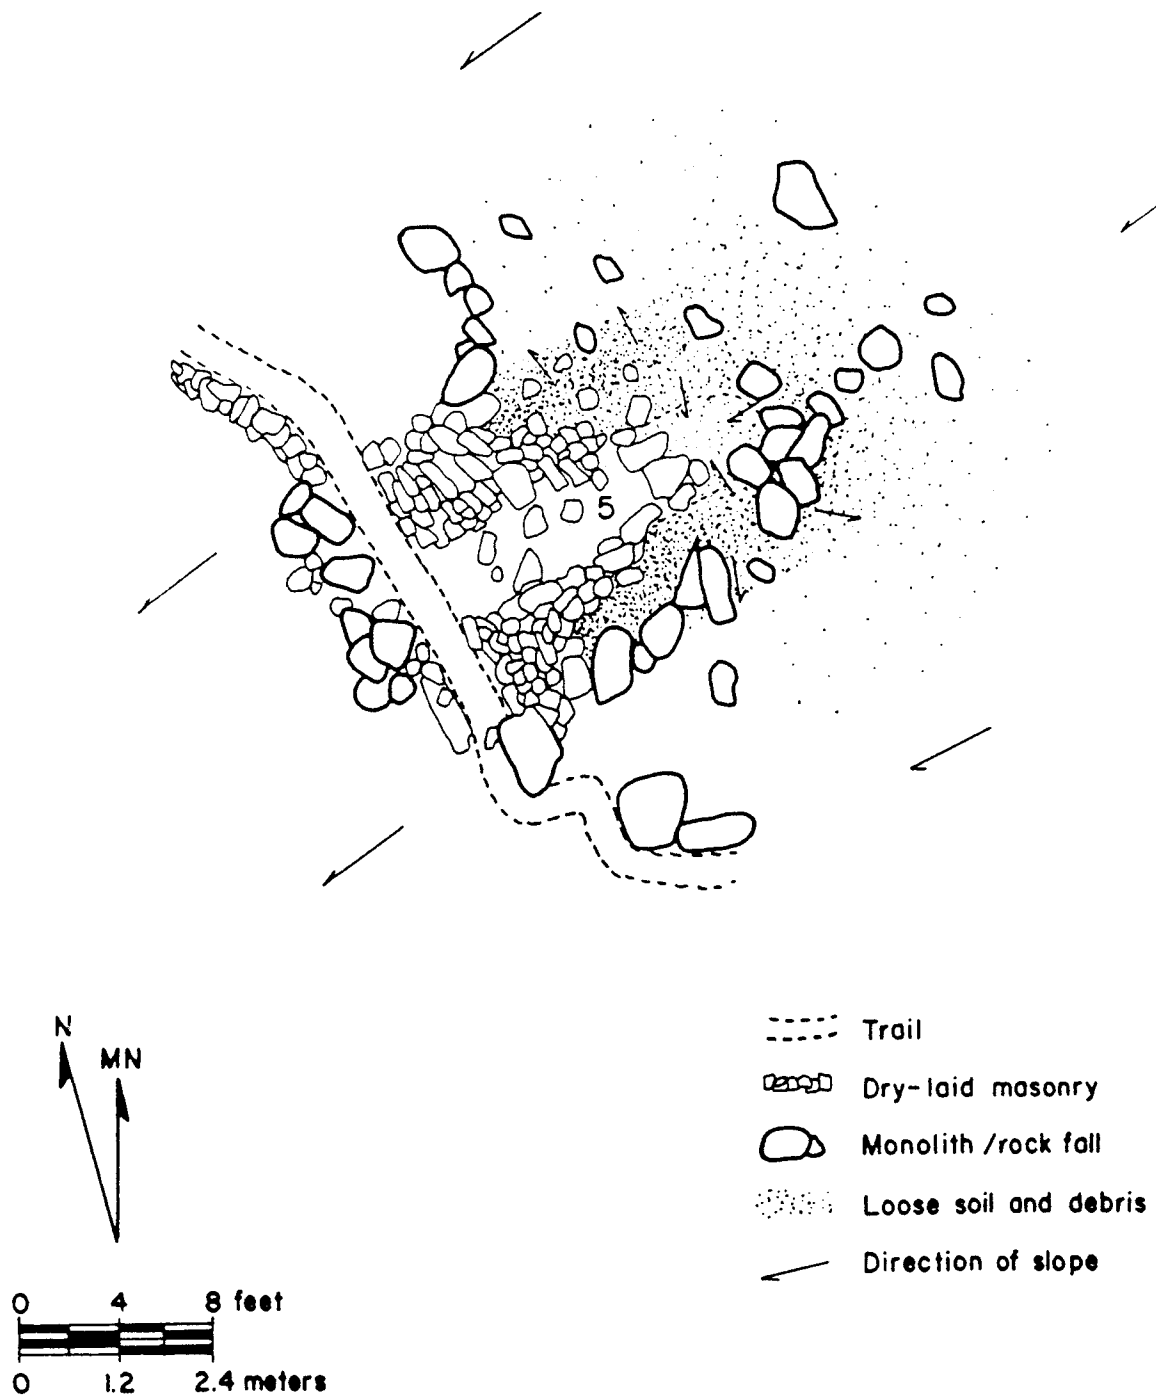 5
N
MN
Trail
Dry-laid masonry
Monolith /rock fall
Loose soil and debris
Direction of slope
0 4 8 feet
0 1.2 2.4 meters